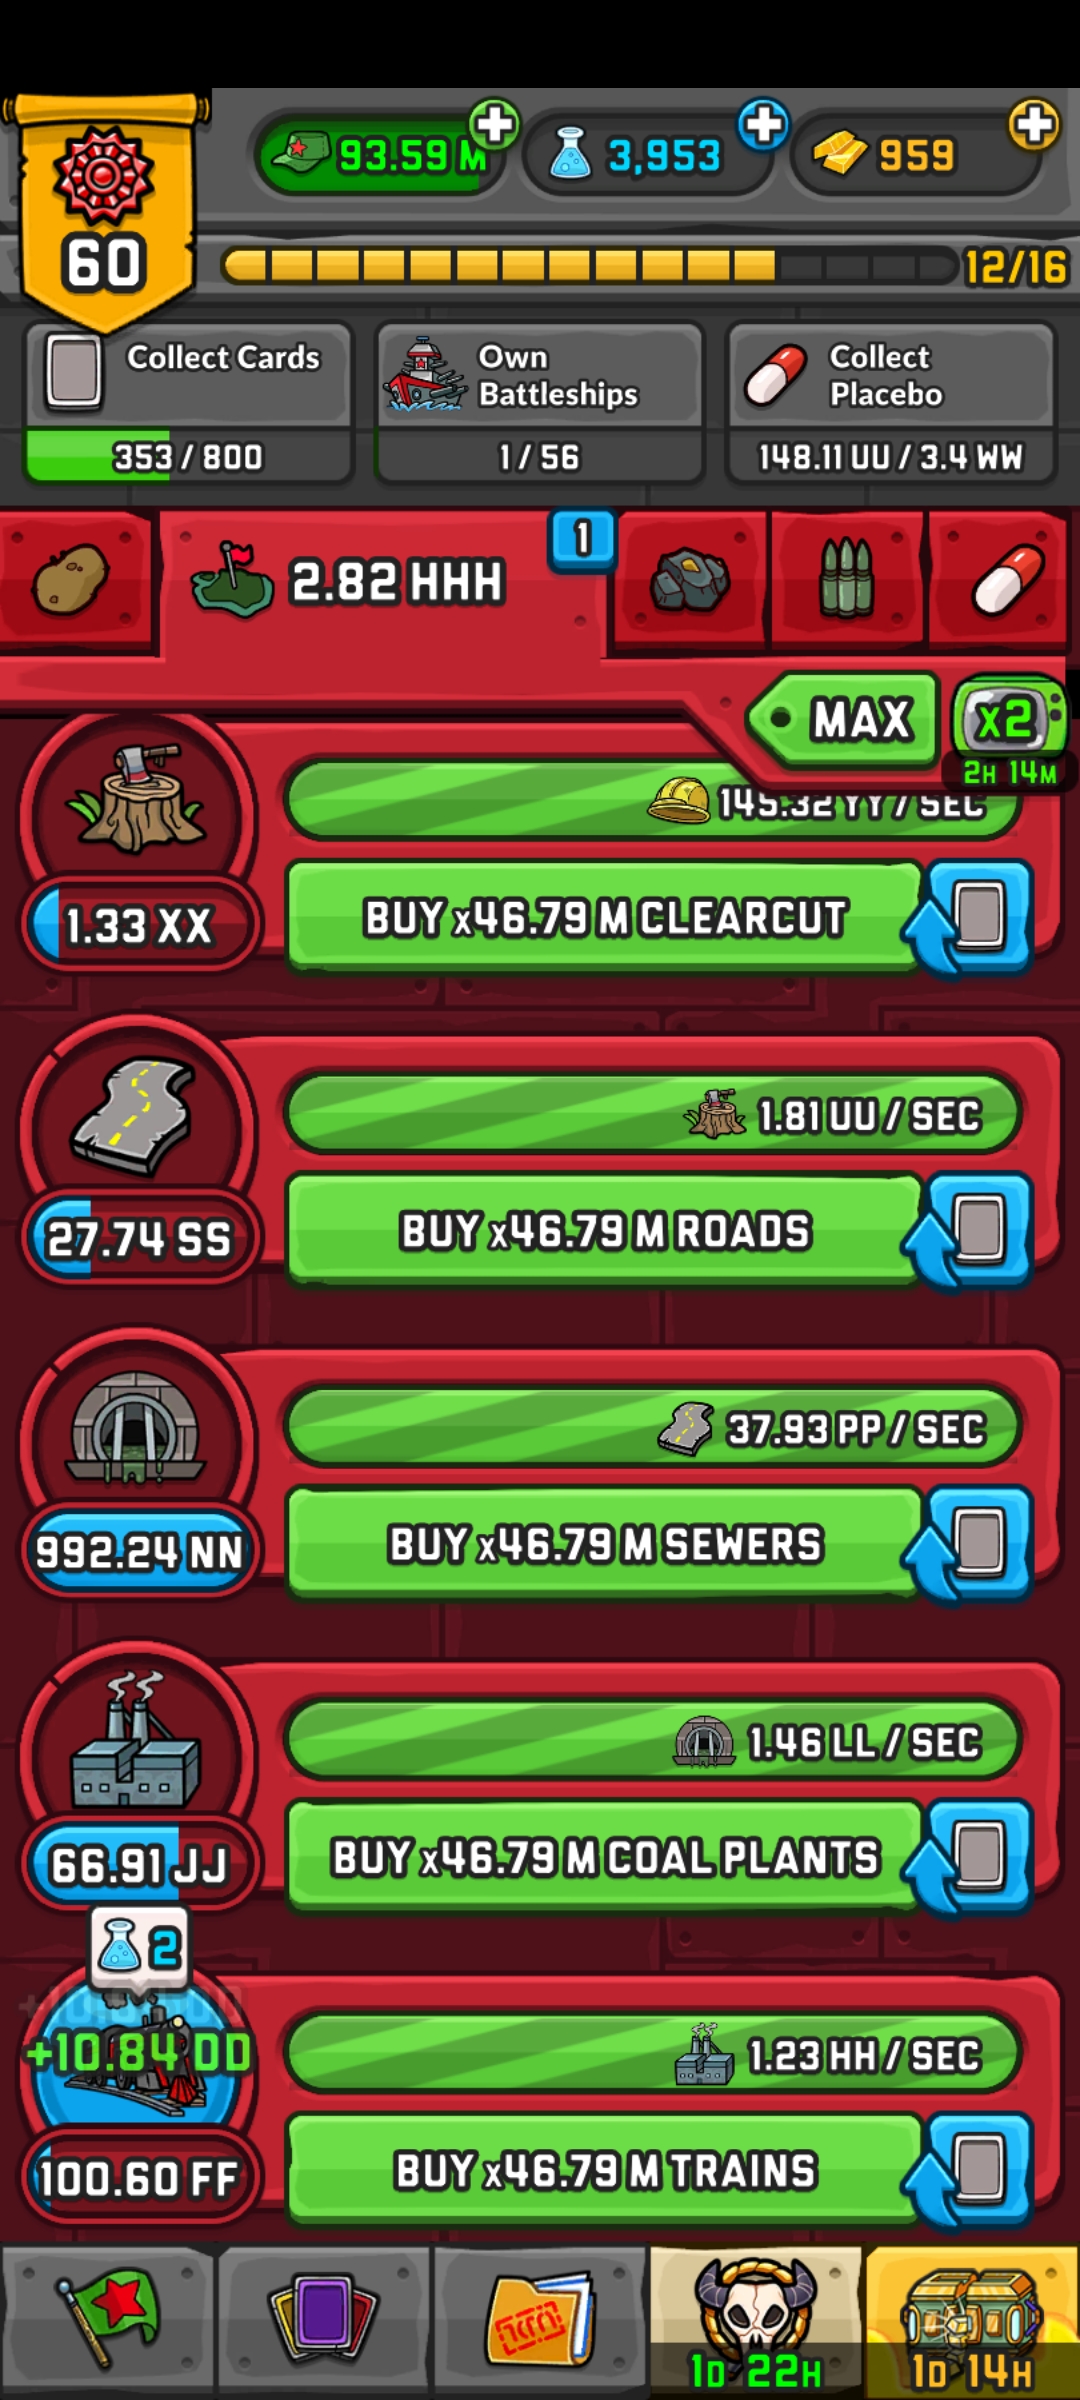 93.59 M
3,953
959
60
12/16
Collect Cards
353 / 800
Own
Battleships
1 / 56
Collect
Placebo
148.11 UU / 3.4 WW
2.82 HHH
1
MAX
x2
2H 14M
145.32 YY / SEC
1.33 XX
BUY x46.79 M CLEARCUT
1.81 UU / SEC
27.74 SS
BUY x46.79 M ROADS
37.93 PP / SEC
992.24 NN
BUY x46.79 M SEWERS
1.46 LL / SEC
66.91 JJ
BUY x46.79 M COAL PLANTS
2
+10.84 DD
1.23 HH / SEC
100.60 FF
BUY x46.79 M TRAINS
1D 22H
1D 14H